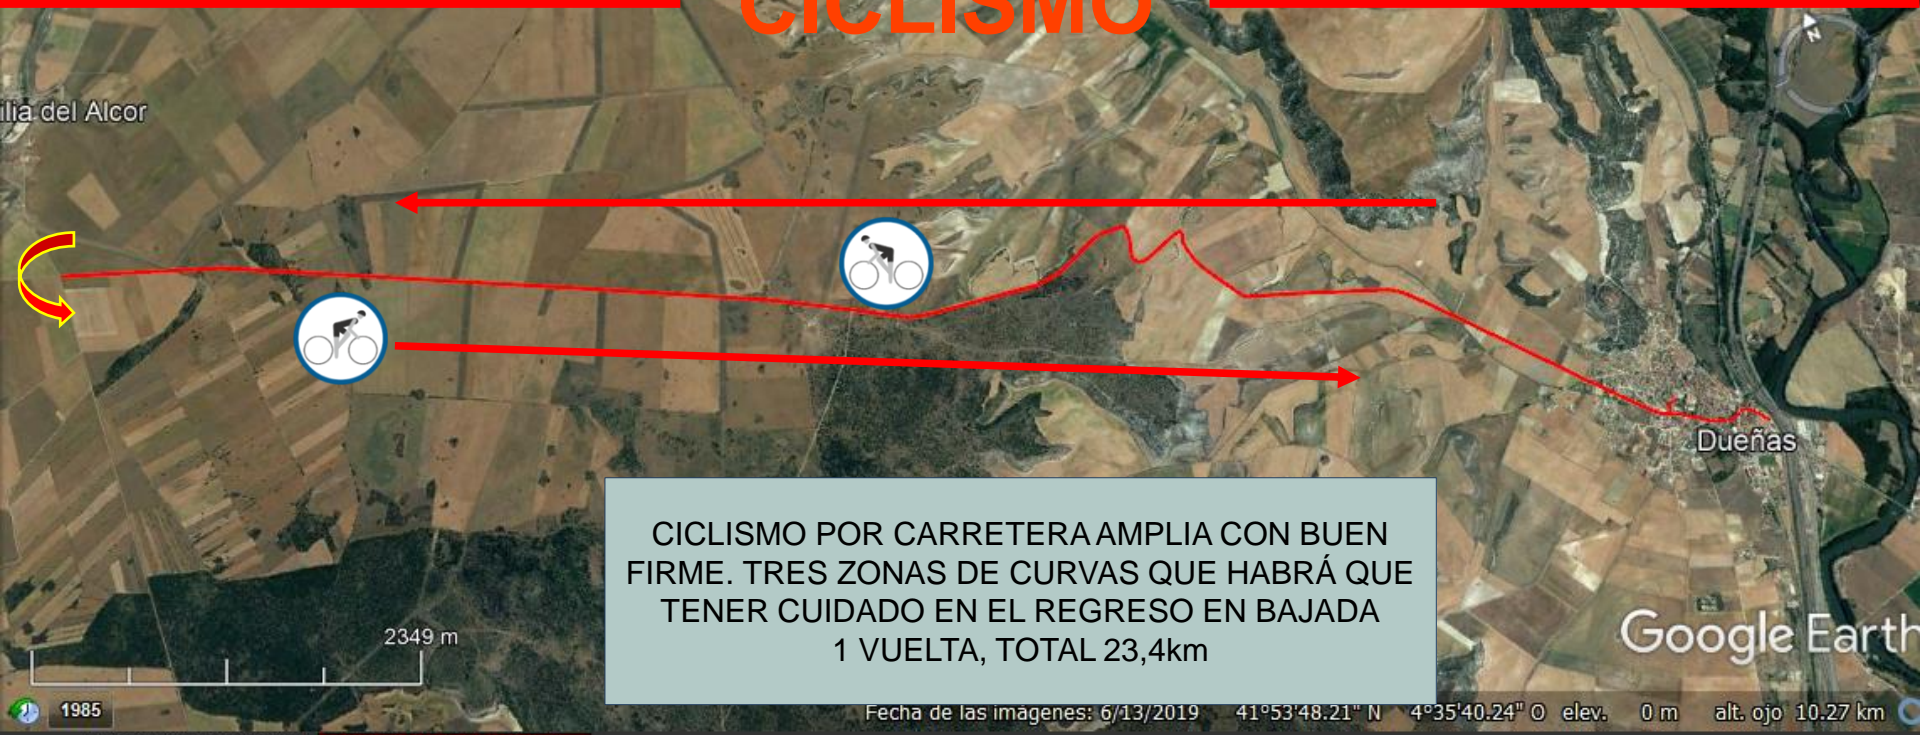 CICLISMO
N
ilia del Alcor
Dueñas
CICLISMO POR CARRETERA AMPLIA CON BUEN
FIRME. TRES ZONAS DE CURVAS QUE HABRÁ QUE
TENER CUIDADO EN EL REGRESO EN BAJADA
1 VUELTA, TOTAL 23,4km
2349 m
Google Earth
1985
Fecha de las imágenes: 6/13/2019 41°53'48.21" N 4°35'40.24" O elev. 0 m alt. ojo 10.27 km